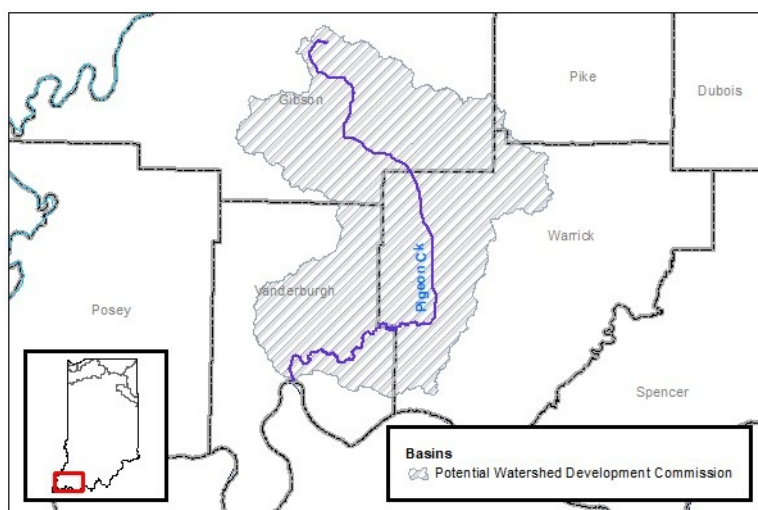 Pike
Dubois
Gibson
Warrick
Pigeon Ck
Vanderburgh
Posey
Spencer
Basins
Potential Watershed Development Commission